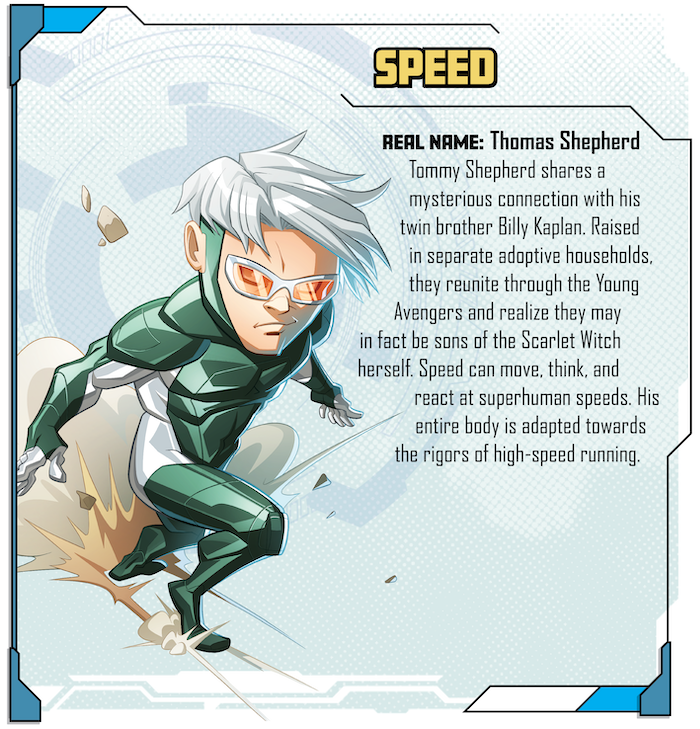 SPEED
REAL NAME: Thomas Shepherd
Tommy Shepherd shares a
mysterious connection with his
twin brother Billy Kaplan. Raised
in separate adoptive households,
they reunite through the Young
Avengers and realize they may
in fact be sons of the Scarlet Witch
herself. Speed can move, think, and
react at superhuman speeds. His
entire body is adapted towards
the rigors of high-speed running.